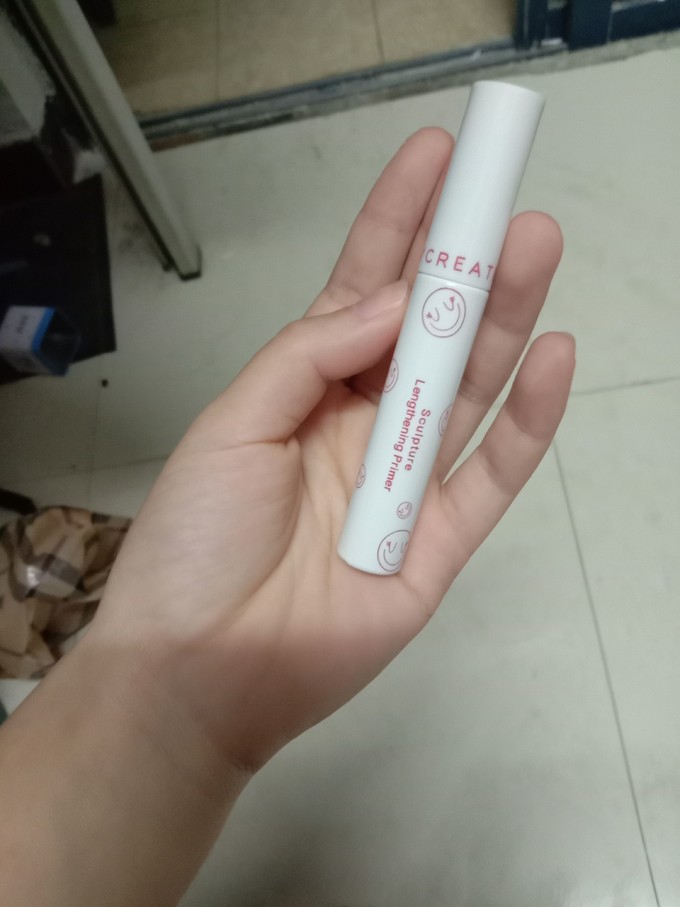 CREAT
Sculpture
Lengthening Primer